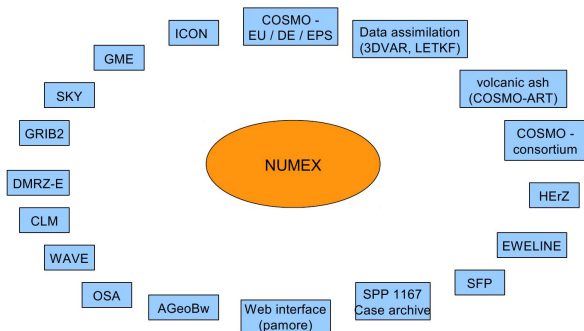 COSMO -
EU / DE / EPS
Data assimilation
(3DVAR, LETKF)
volcanic ash
(COSMO-ART)
COSMO -
consortium
HErZ
EWELINE
SFP
SPP 1167
Case archive
Web interface
(pamore)
AGeoBw
OSA
WAVE
CLM
DMRZ-E
GRIB2
SKY
GME
ICON
NUMEX